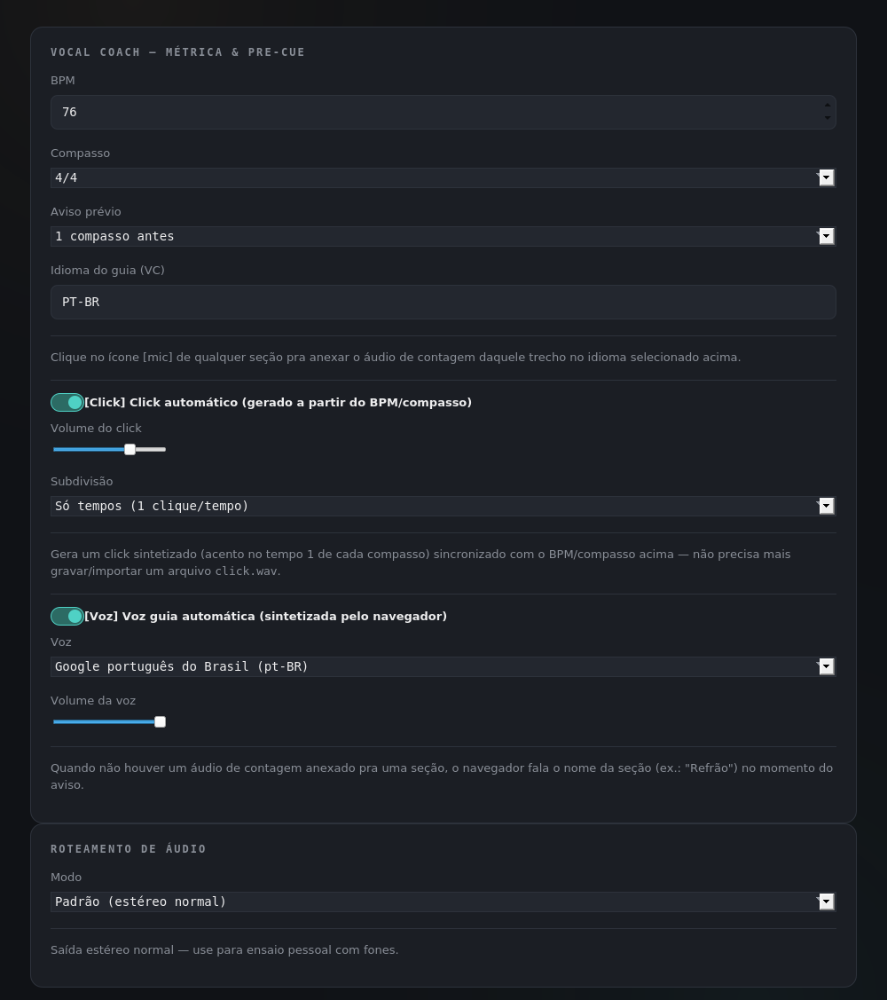 VOCAL COACH — MÉTRICA & PRE-CUE
BPM
76
Compasso
4/4
Aviso prévio
1 compasso antes
Idioma do guia (VC)
PT-BR
Clique no ícone [mic] de qualquer seção pra anexar o áudio de contagem daquele trecho no idioma selecionado acima.
[Click] Click automático (gerado a partir do BPM/compasso)
Volume do click
Subdivisão
Só tempos (1 clique/tempo)
Gera um click sintetizado (acento no tempo 1 de cada compasso) sincronizado com o BPM/compasso acima — não precisa mais
gravar/importar um arquivo click.wav.
[Voz] Voz guia automática (sintetizada pelo navegador)
Voz
Google português do Brasil (pt-BR)
Volume da voz
Quando não houver um áudio de contagem anexado pra uma seção, o navegador fala o nome da seção (ex.: "Refrão") no momento do
aviso.
ROTEAMENTO DE ÁUDIO
Modo
Padrão (estéreo normal)
Saída estéreo normal — use para ensaio pessoal com fones.